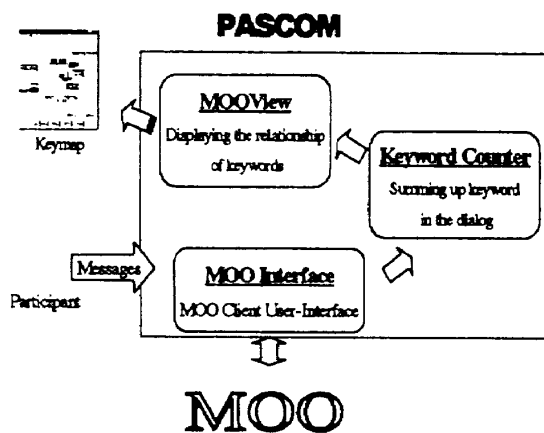 PASCOM
MOOView
Displaying the relationship
of keywords
Keymap
Keyword Counter
Summing up keyword
in the dialog
Messages
Participant
MOO Interface
MOO Client User-Interface
MOO